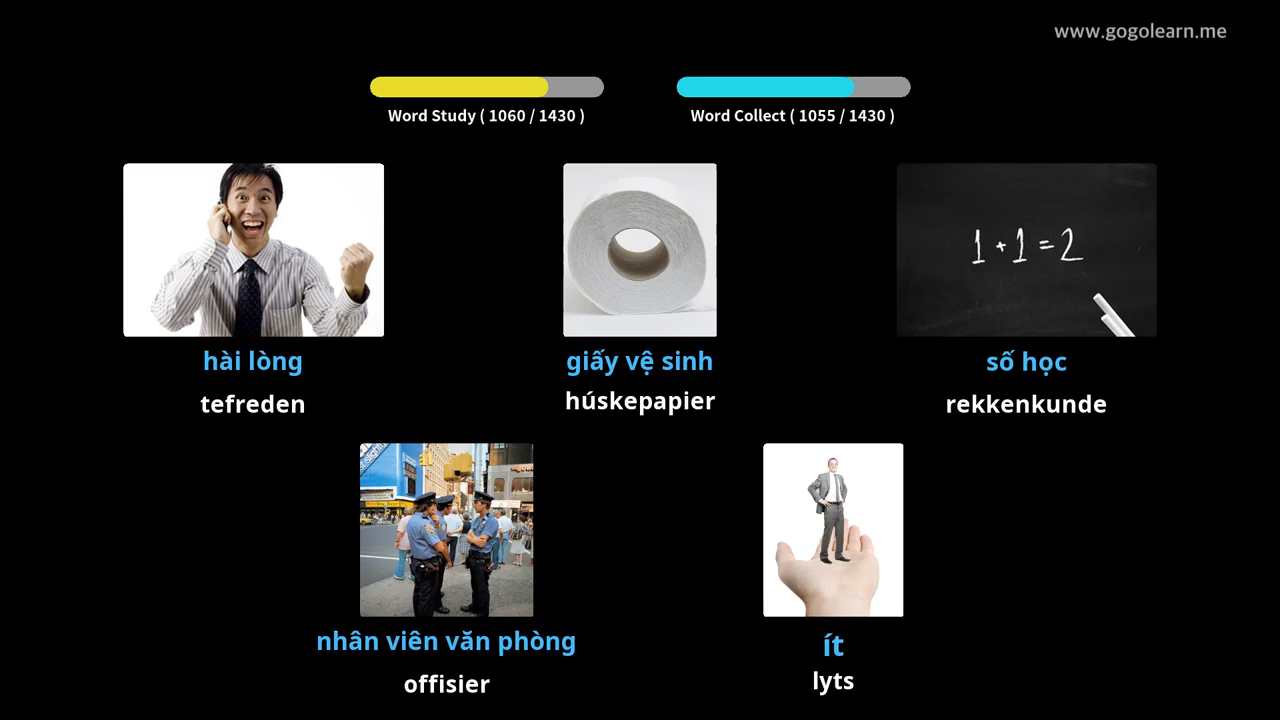 www.gogolearn.me
Word Study ( 1060 / 1430 )
Word Collect ( 1055 / 1430 )
1 + 1 = 2
hài lòng
giấy vệ sinh
số học
tefreden
húskepapier
rekkenkunde
nhân viên văn phòng
ít
offisier
lyts